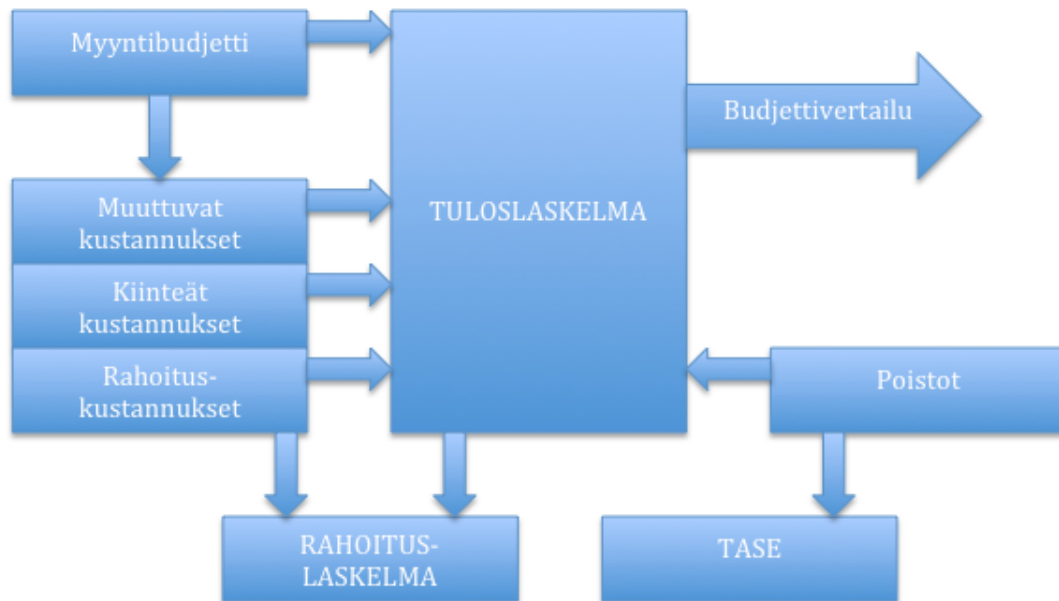 Myyntibudjetti
Budjettivertailu
Muuttuvat
kustannukset
TULOSLASKELMA
Kiinteät
kustannukset
Rahoitus-
kustannukset
Poistot
RAHOITUS-
LASKELMA
TASE